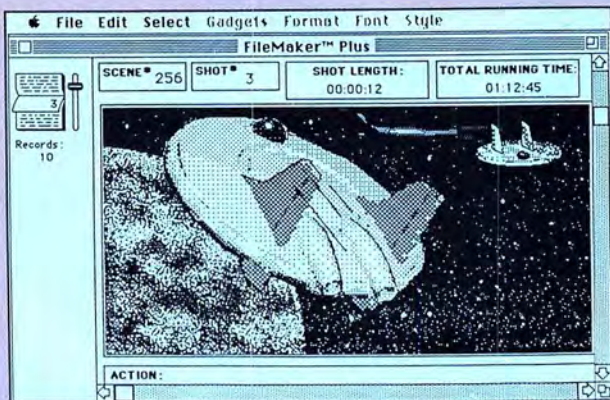 File Edit Select Gadgets Format Font Style
FileMaker™ Plus
SCENE# 256
SHOT# 3
SHOT LENGTH:
00:00:12
TOTAL RUNNING TIME:
01:12:45
3
Records:
10
ACTION: